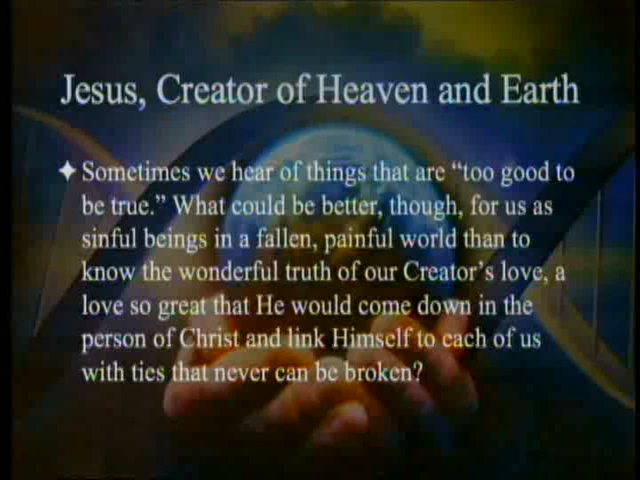 Jesus, Creator of Heaven and Earth
Sometimes we hear of things that are “too good to
be true.” What could be better, though, for us as
sinful beings in a fallen, painful world than to
know the wonderful truth of our Creator’s love, a
love so great that He would come down in the
person of Christ and link Himself to each of us
with ties that never can be broken?